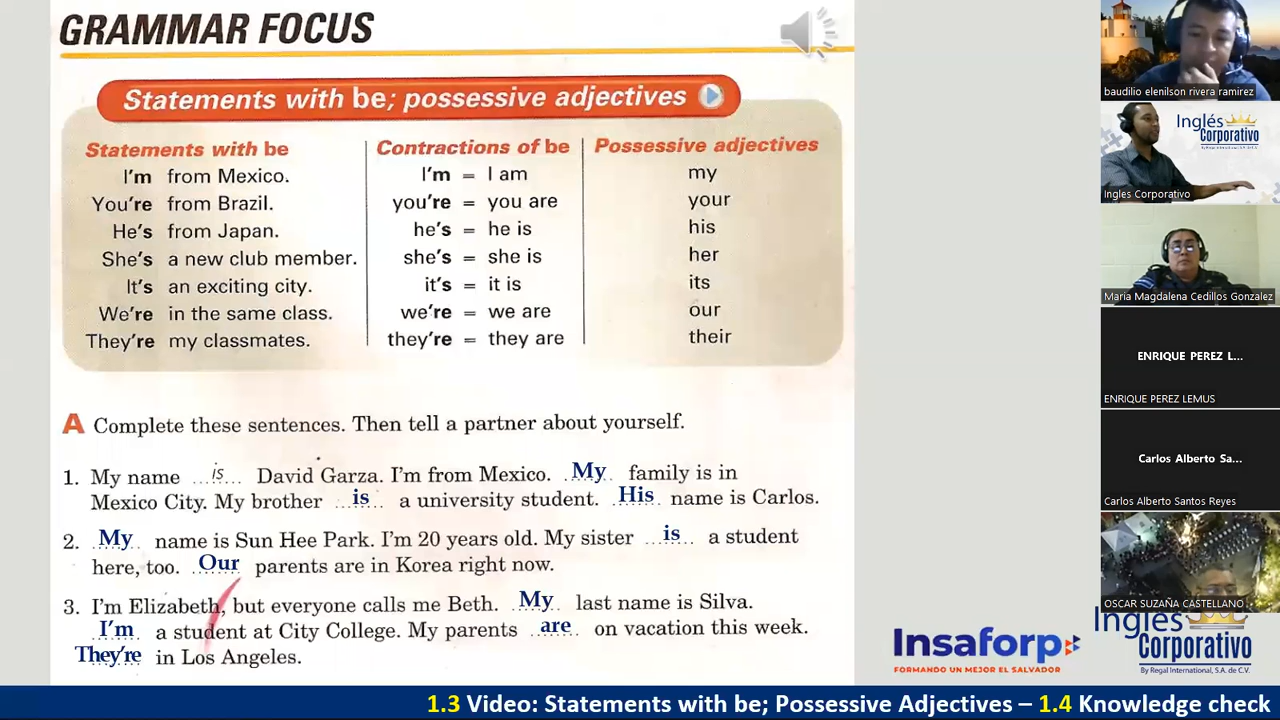 GRAMMAR FOCUS
Statements with be; possessive adjectives
Statements with be Contractions of be Possessive adjectives
I'm from Mexico. I'm = I am my
You're from Brazil. you're = you are your
He's from Japan. he's = he is his
She's a new club member. she's = she is her
It's an exciting city. it's = it is its
We're in the same class. we're = we are our
They're my classmates. they're = they are their
A Complete these sentences. Then tell a partner about yourself.
1. My name is David Garza. I'm from Mexico. My family is in
Mexico City. My brother is a university student. His name is Carlos.
2. My name is Sun Hee Park. I'm 20 years old. My sister is a student
here, too. Our parents are in Korea right now.
3. I'm Elizabeth, but everyone calls me Beth. My last name is Silva.
I'm a student at City College. My parents are on vacation this week.
They're in Los Angeles.
Insaforp
FORMANDO UN MEJOR EL SALVADOR
Inglés
Corporativo
By Regal International, S.A. de C.V.
1.3 Video: Statements with be; Possessive Adjectives – 1.4 Knowledge check
baudilio elenilson rivera ramirez
Inglés
Corporativo
By Regal International, S.A. de C.V.
Ingles Corporativo
María Magdalena Cedillos Gonzalez
ENRIQUE PEREZ L...
ENRIQUE PEREZ LEMUS
Carlos Alberto Sa...
Carlos Alberto Santos Reyes
OSCAR SUZAÑA CASTELLANO